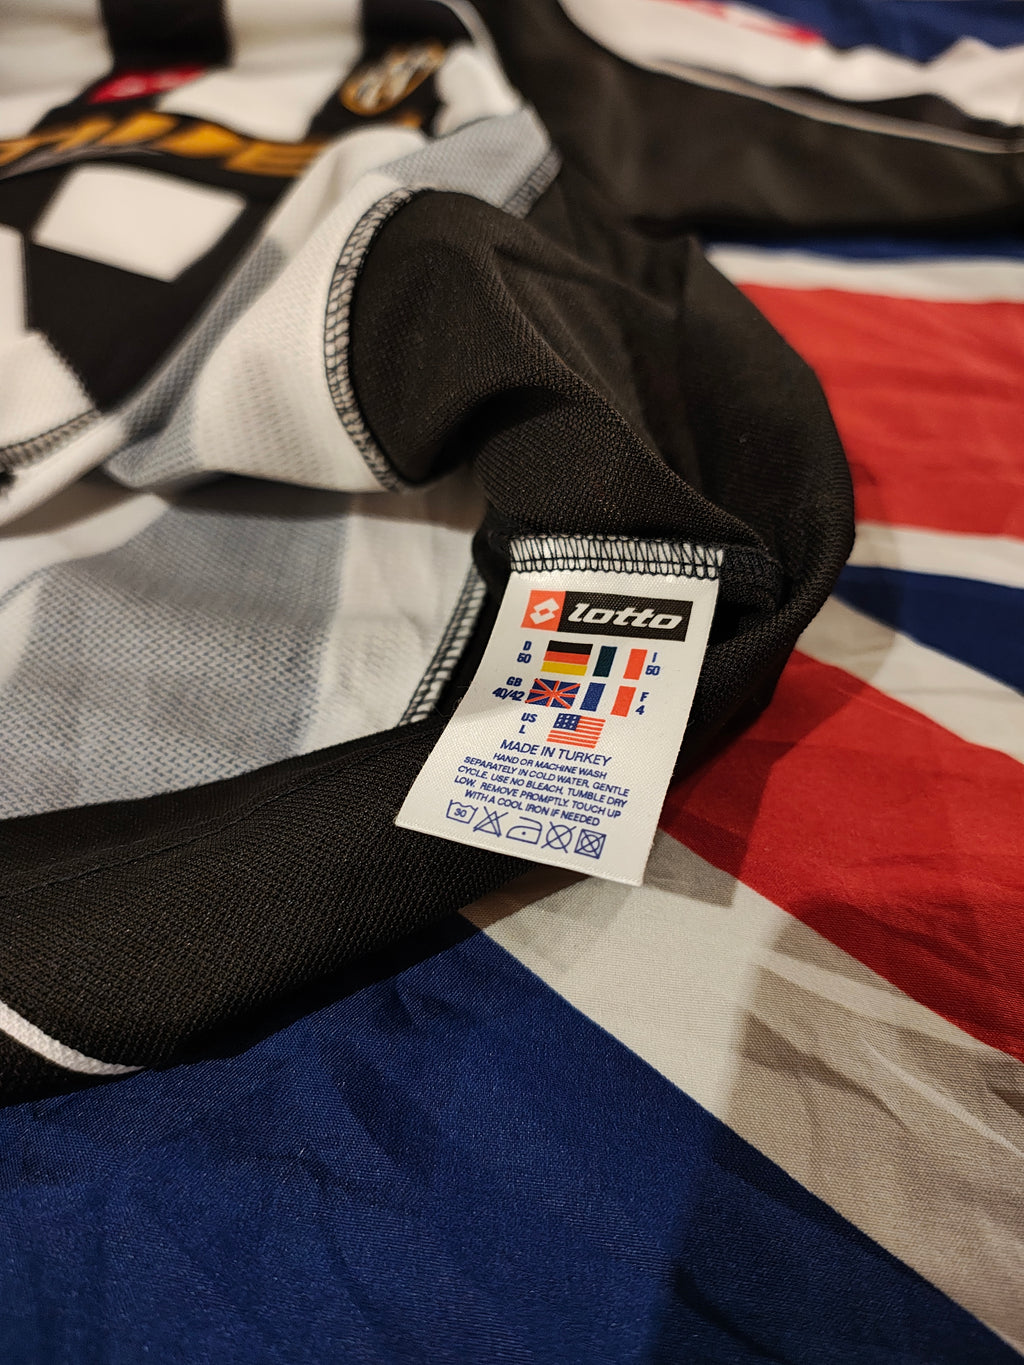 lotto
D
50
I
50
GB
40/42
F
4
US
L
MADE IN TURKEY
HAND OR MACHINE WASH
SEPARATELY IN COLD WATER, GENTLE
CYCLE. USE NO BLEACH, TUMBLE DRY
LOW. REMOVE PROMPTLY. TOUCH UP
WITH A COOL IRON IF NEEDED
30